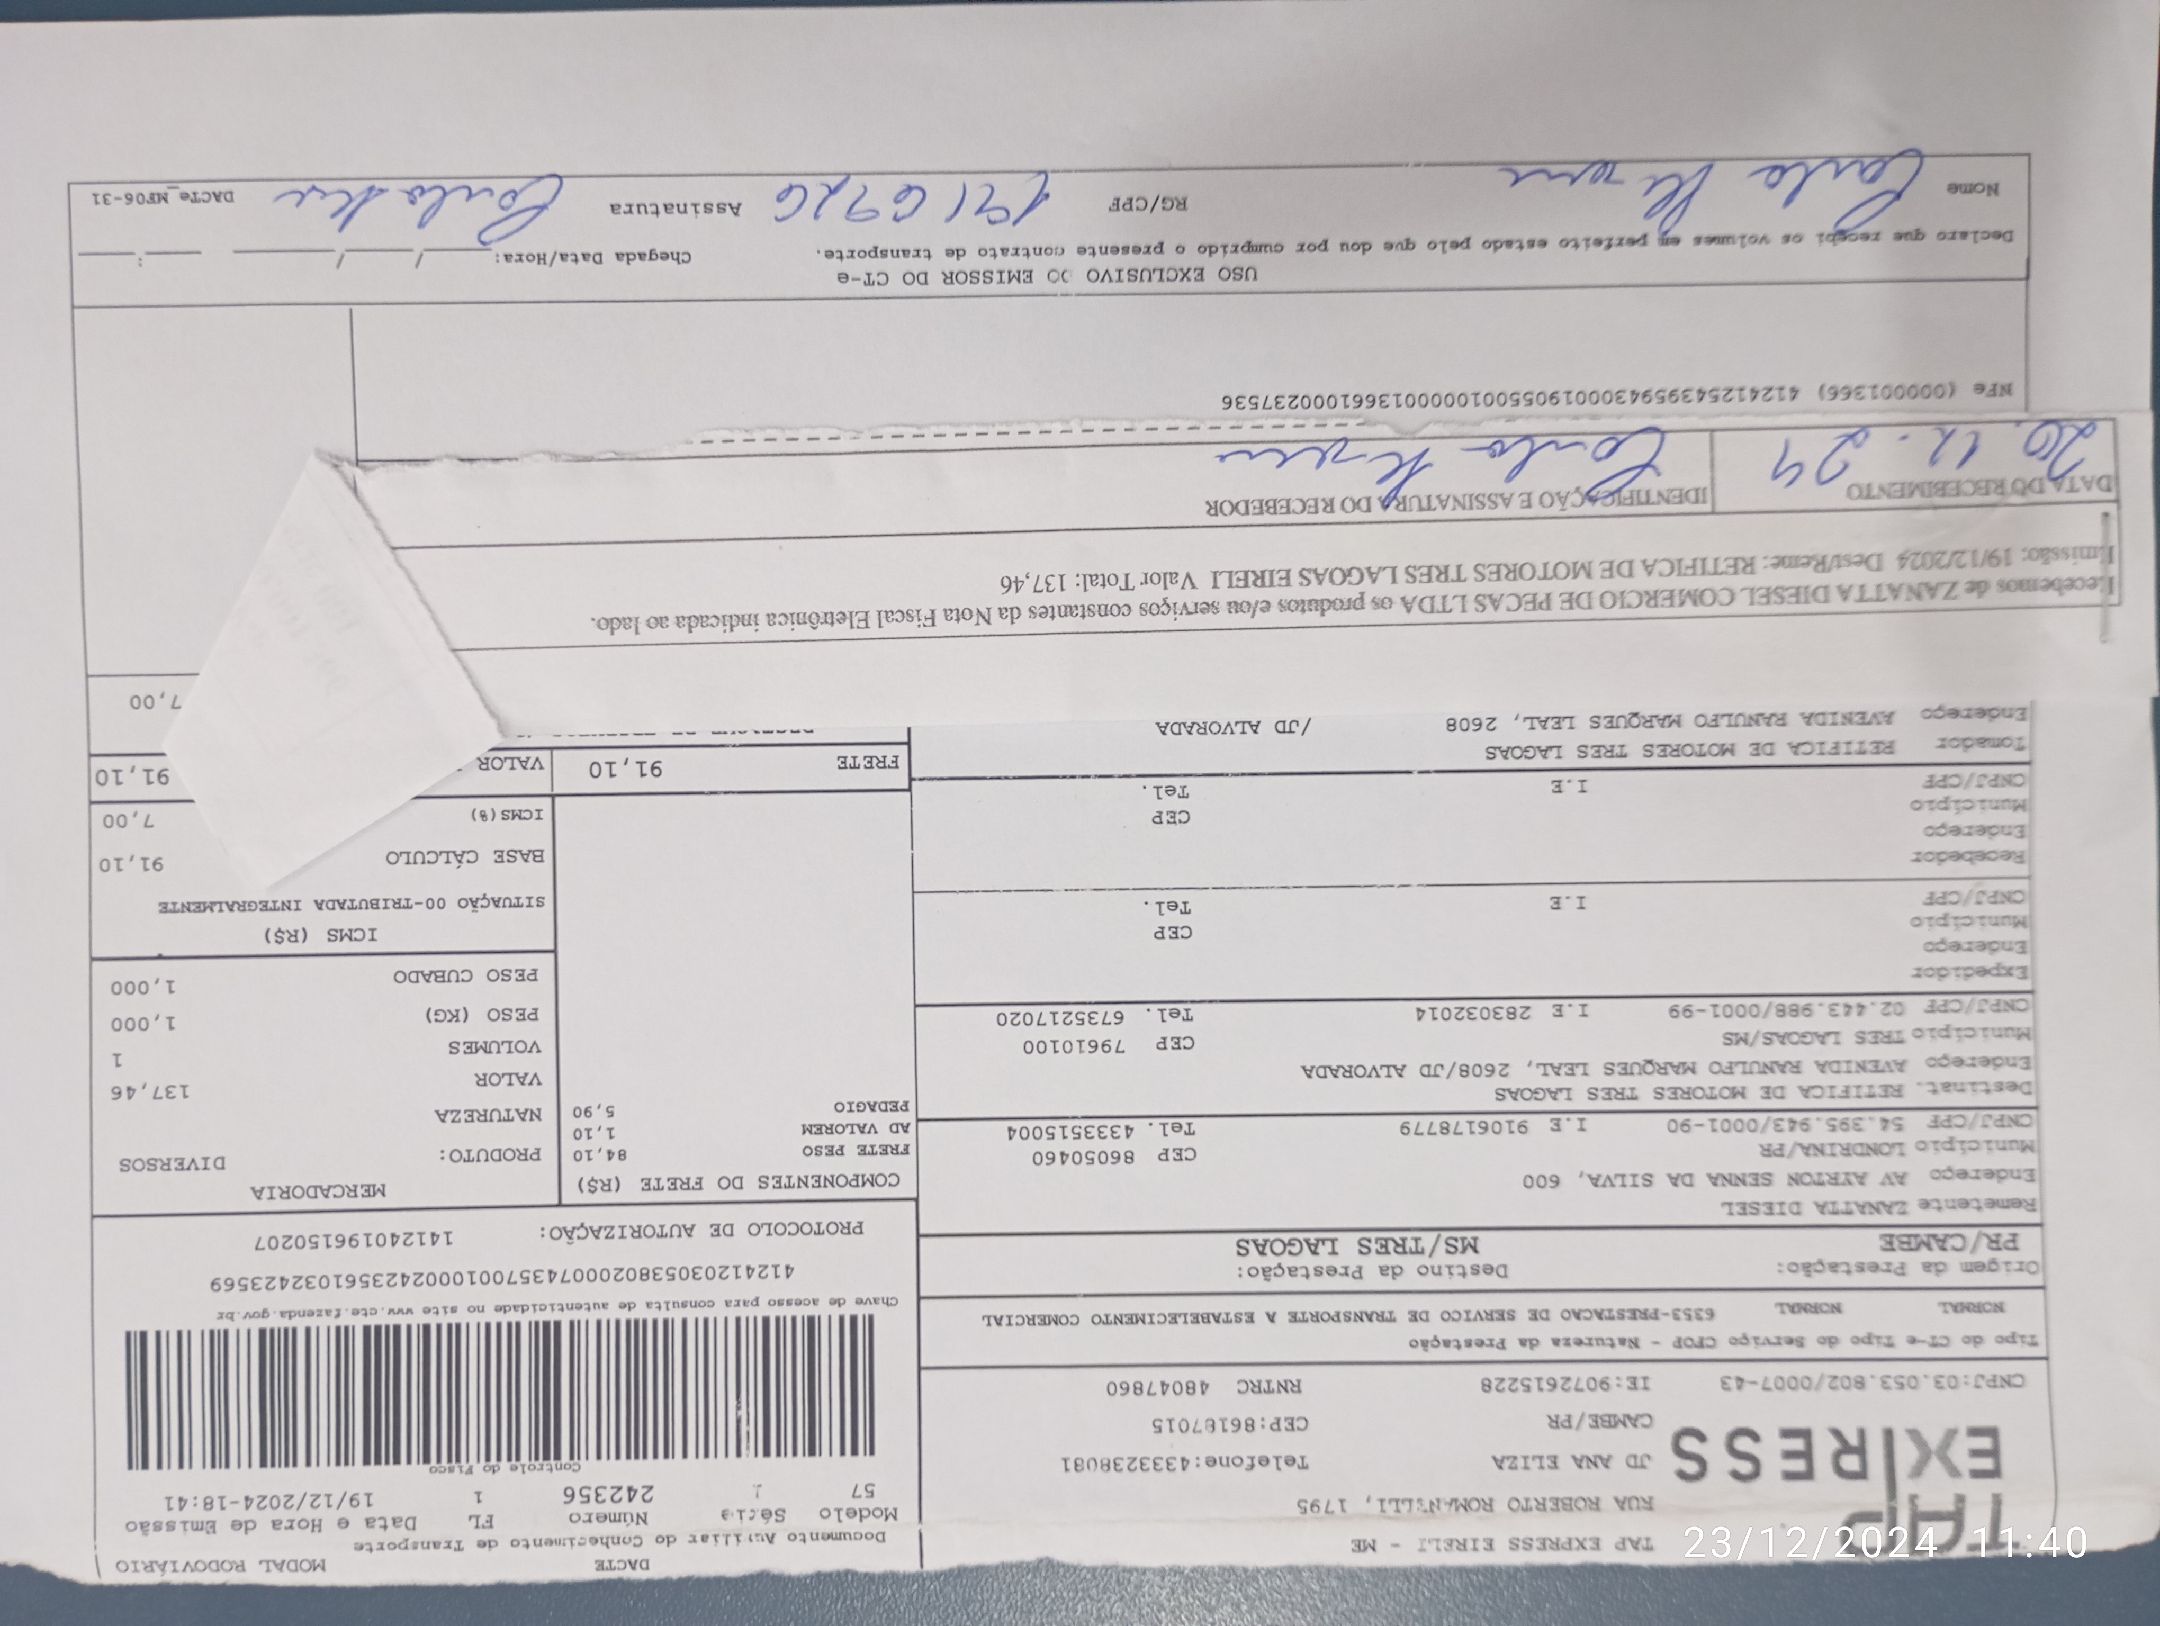 TAP
EXPRESS
TAP EXPRESS EIRELI - ME
RUA ROBERTO ROMANELLI, 1795
JD ANA ELIZA Telefone:4333238081
CAMBE/PR CEP:86187015
CNPJ:03.053.802/0007-43 IE:9072615228 RNTRC 48047860
DACTE MODAL RODOVIÁRIO
Documento Auxiliar do Conhecimento de Transporte
Modelo Série Número FL Data e Hora de Emissão
57 1 242356 1 19/12/2024-18:41
Controle do Fisco
Chave de acesso para consulta de autenticidade no site www.cte.fazenda.gov.br
41241203053802000743570010002423561032423569
PROTOCOLO DE AUTORIZAÇÃO: 141240196150207
Tipo do CT-e Tipo do Serviço CFOP - Natureza da Prestação
NORMAL NORMAL 6353-PRESTACAO DE SERVICO DE TRANSPORTE A ESTABELECIMENTO COMERCIAL
Origem da Prestação: Destino da Prestação:
PR/CAMBE MS/TRES LAGOAS
Remetente ZANATTA DIESEL
Endereço AV AYRTON SENNA DA SILVA, 600
Município LONDRINA/PR CEP 86050460
CNPJ/CPF 54.395.943/0001-90 I.E 9106178779 Tel. 4333515004
Destinat. RETIFICA DE MOTORES TRES LAGOAS
Endereço AVENIDA RANULFO MARQUES LEAL, 2608/JD ALVORADA
Município TRES LAGOAS/MS CEP 79610100
CNPJ/CPF 02.443.988/0001-99 I.E 283032014 Tel. 6735217020
Expedidor
Endereço
Município CEP
CNPJ/CPF I.E Tel.
Recebedor
Endereço
Município CEP
CNPJ/CPF I.E Tel.
Tomador RETIFICA DE MOTORES TRES LAGOAS
Endereço AVENIDA RANULFO MARQUES LEAL, 2608 /JD ALVORADA
COMPONENTES DO FRETE (R$)
FRETE PESO 84,10
AD VALOREM 1,10
PEDAGIO 5,90
FRETE 91,10
MERCADORIA
PRODUTO: DIVERSOS
NATUREZA
VALOR 137,46
VOLUMES 1
PESO (KG) 1,000
PESO CUBADO 1,000
ICMS (R$)
SITUAÇÃO 00-TRIBUTADA INTEGRALMENTE
BASE CÁLCULO 91,10
ICMS(%) 7,00
VALOR 91,10
7,00
Recebemos de ZANATTA DIESEL COMERCIO DE PECAS LTDA os produtos e/ou serviços constantes da Nota Fiscal Eletrônica indicada ao lado.
Emissão: 19/12/2024 Dest/Reme: RETIFICA DE MOTORES TRES LAGOAS EIRELI Valor Total: 137,46
DATA DO RECEBIMENTO IDENTIFICAÇÃO E ASSINATURA DO RECEBEDOR
20.12.24
NFe (000001366) 41241254395943000190550010000013661000237536
USO EXCLUSIVO DO EMISSOR DO CT-e
Declaro que recebi os volumes em perfeito estado pelo que dou por cumprido o presente contrato de transporte. Chegada Data/Hora: / / :
Nome RG/CPF Assinatura DACTe_MF06-31
23/12/2024 11:40